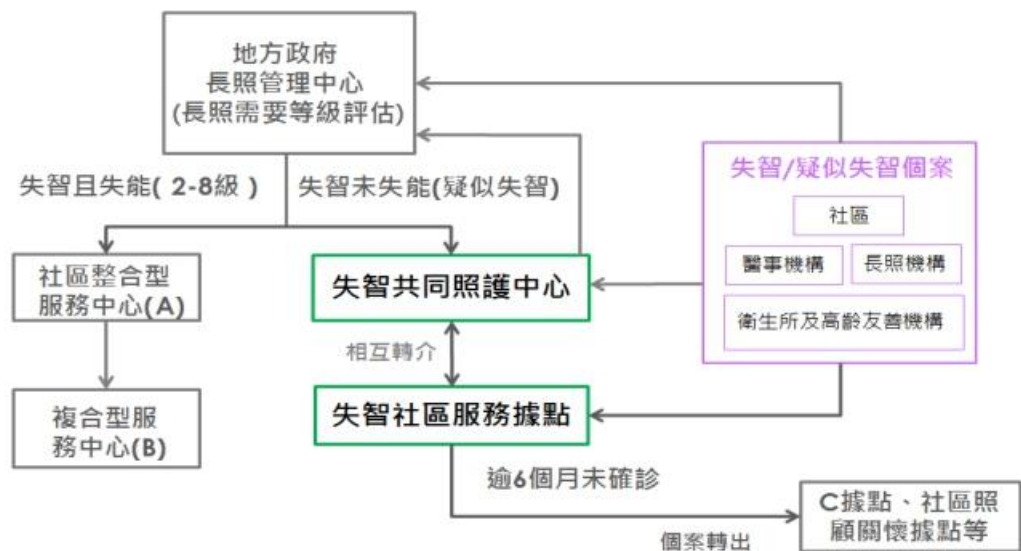 地方政府
長照管理中心
(長照需要等級評估)
失智/疑似失智個案
社區
醫事機構
長照機構
衛生所及高齡友善機構
失智且失能( 2-8級 )
失智未失能(疑似失智)
社區整合型
服務中心(A)
失智共同照護中心
相互轉介
複合型服
務中心(B)
失智社區服務據點
逾6個月未確診
個案轉出
C據點、社區照
顧關懷據點等